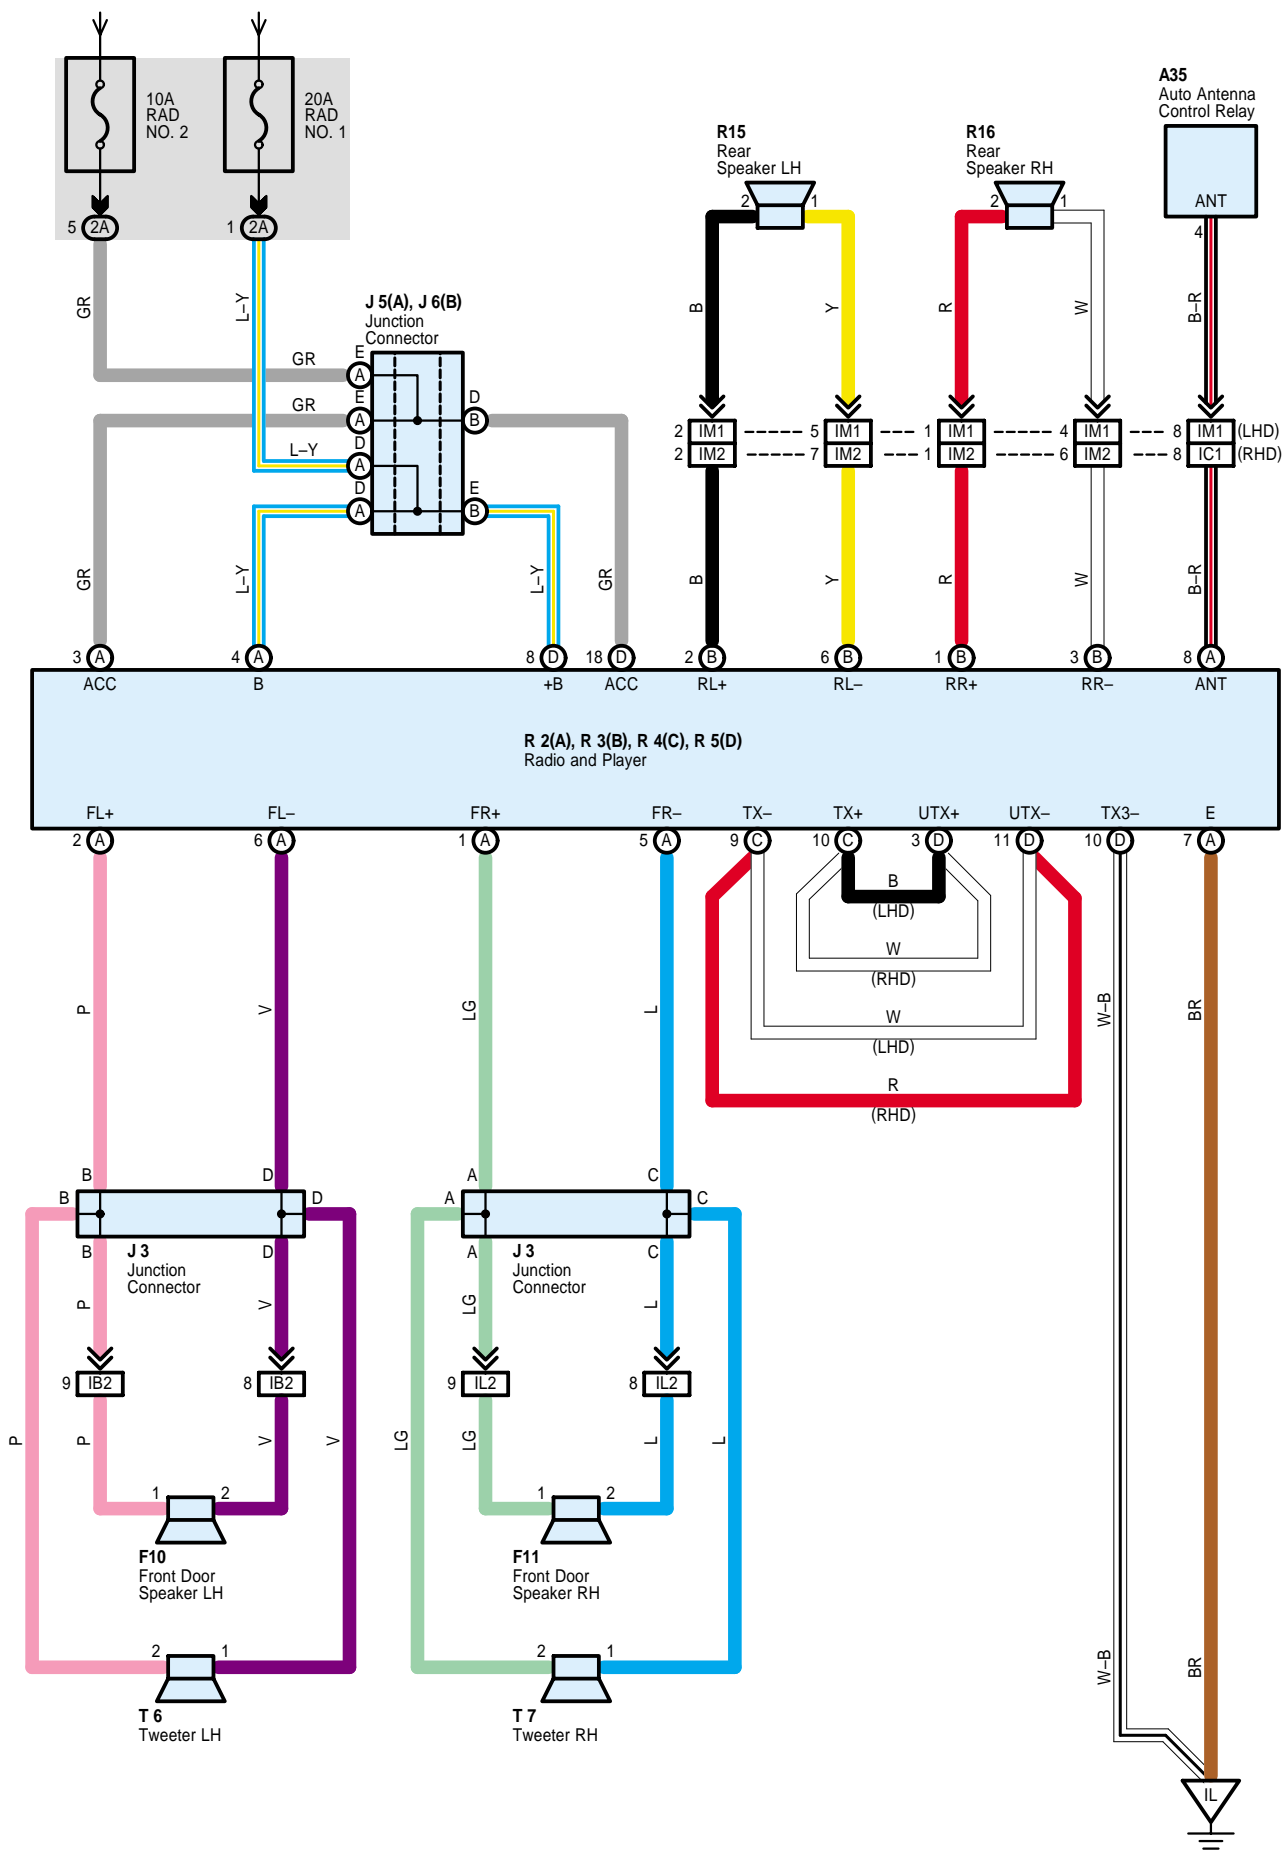 10A
RAD
NO. 2
20A
RAD
NO. 1
5 2A
1 2A
A35
Auto Antenna
Control Relay
ANT
4
R15
Rear
Speaker LH
2 1
R16
Rear
Speaker RH
2 1
GR
L–Y
B
Y
R
W
B–R
J 5(A), J 6(B)
Junction
Connector
GR
E
A
GR
E
A
D
B
L–Y
D
A
D
A
E
B
2 IM1 5 IM1 1 IM1 4 IM1 8 IM1 (LHD)
2 IM2 7 IM2 1 IM2 6 IM2 8 IC1 (RHD)
GR
L–Y
L–Y
GR
B
Y
R
W
B–R
3 A 4 A 8 D 18 D 2 B 6 B 1 B 3 B 8 A
ACC B +B ACC RL+ RL– RR+ RR– ANT
R 2(A), R 3(B), R 4(C), R 5(D)
Radio and Player
FL+ FL– FR+ FR– TX– TX+ UTX+ UTX– TX3– E
2 A 6 A 1 A 5 A 9 C 10 C 3 D 11 D 10 D 7 A
B
(LHD)
W
(RHD)
W
(LHD)
R
(RHD)
P
V
LG
L
W–B
BR
B D A C
B D A C
B D A C
J 3
Junction
Connector
J 3
Junction
Connector
P
V
LG
L
9 IB2 8 IB2 9 IL2 8 IL2
P
P
V
V
LG
LG
L
L
1 2
F10
Front Door
Speaker LH
1 2
F11
Front Door
Speaker RH
2 1
T 6
Tweeter LH
2 1
T 7
Tweeter RH
W–B
BR
IL